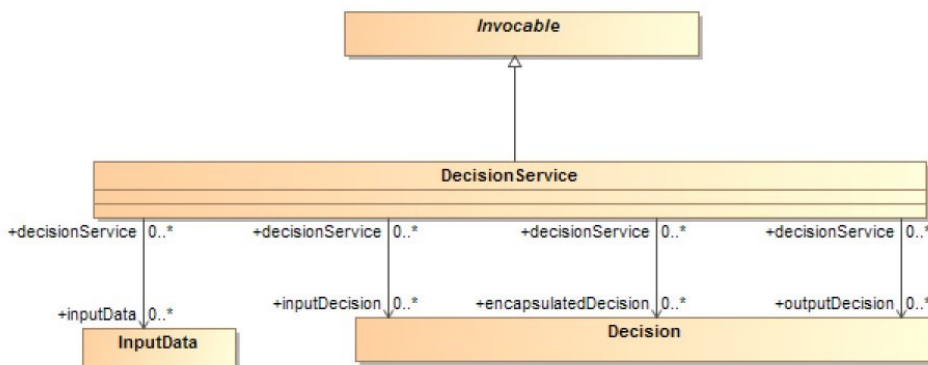 Invocable
DecisionService
+decisionService 0..* +decisionService 0..* +decisionService 0..* +decisionService 0..*
+inputData 0..* +inputDecision 0..* +encapsulatedDecision 0..* +outputDecision 0..*
InputData Decision